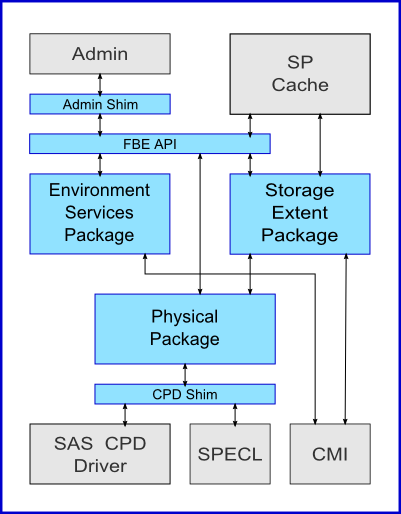 Admin
SP
Cache
Admin Shim
FBE API
Environment
Services
Package
Storage
Extent
Package
Physical
Package
CPD Shim
SAS CPD
Driver
SPECL
CMI